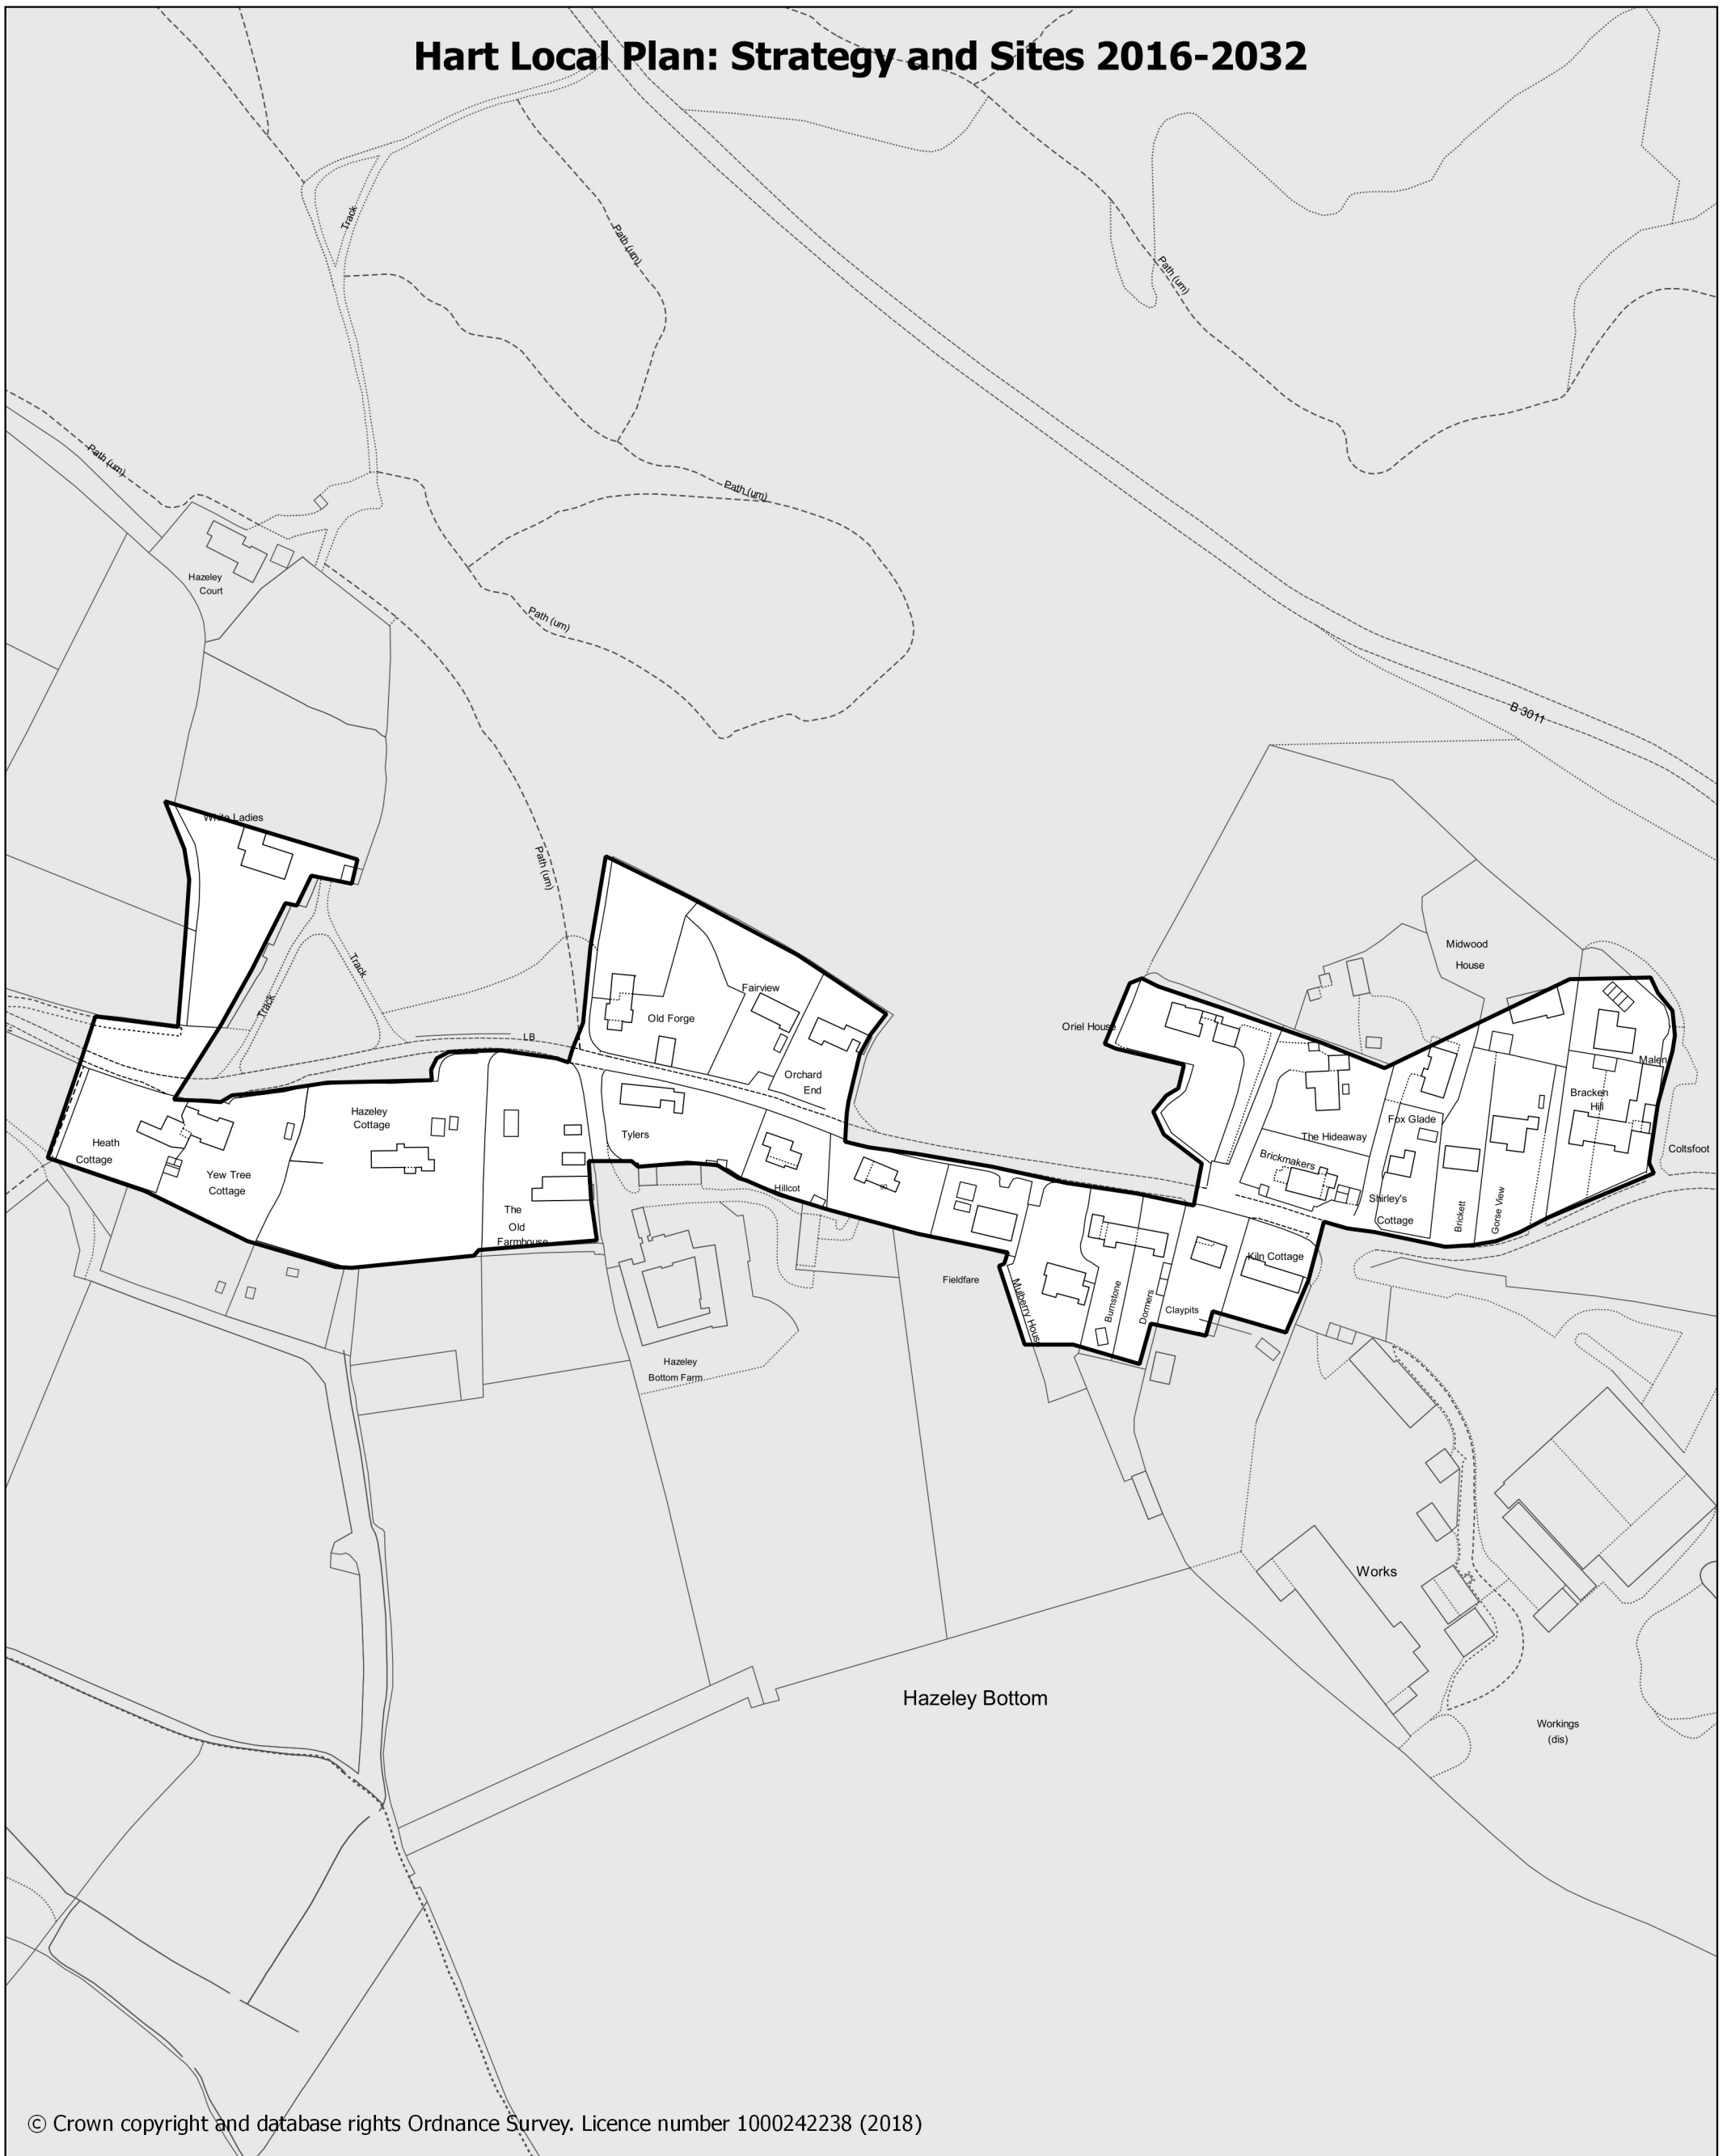 Hart Local Plan: Strategy and Sites 2016-2032
Track
Path (um)
Path (um)
Path (um)
Path (um)
Hazeley
Court
Path (um)
B 3011
White Ladies
Path (um)
Track
Track
LB
Old Forge
Fairview
Orchard
End
Midwood
House
Oriel House
Malen
Bracken
Hill
Coltsfoot
Fox Glade
The Hideaway
Brickmakers
Shirley's
Cottage
Brickett
Gorse View
Hazeley
Cottage
Heath
Cottage
Yew Tree
Cottage
The
Old
Farmhouse
Tylers
Hillcot
Fieldfare
Mulberry House
Burnstone
Dormers
Claypits
Kiln Cottage
Hazeley
Bottom Farm
Works
Hazeley Bottom
Workings
(dis)
© Crown copyright and database rights Ordnance Survey. Licence number 1000242238 (2018)